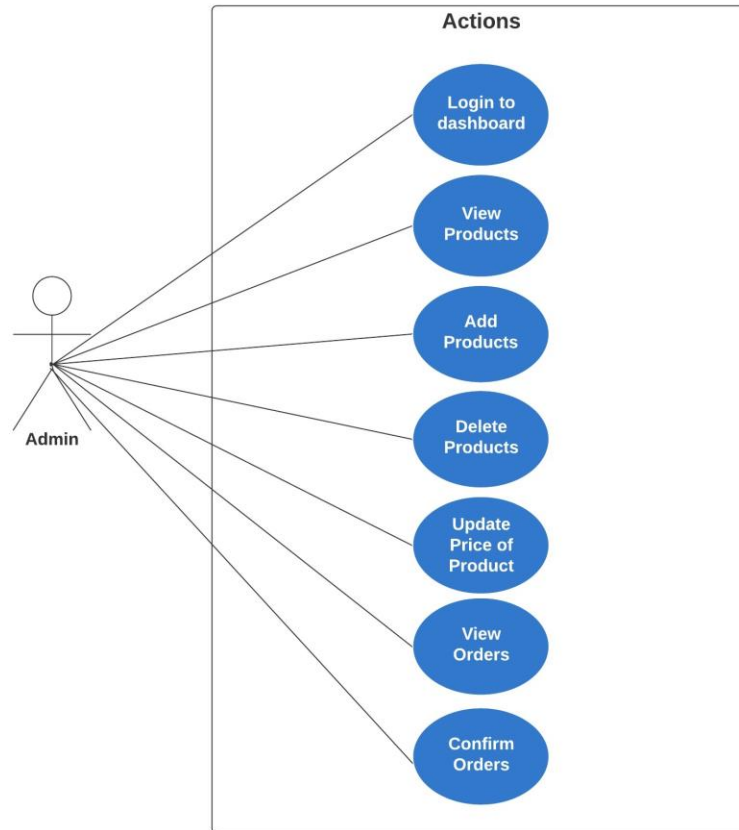 Actions
Login to
dashboard
View
Products
Add
Products
Delete
Products
Admin
Update
Price of
Product
View
Orders
Confirm
Orders